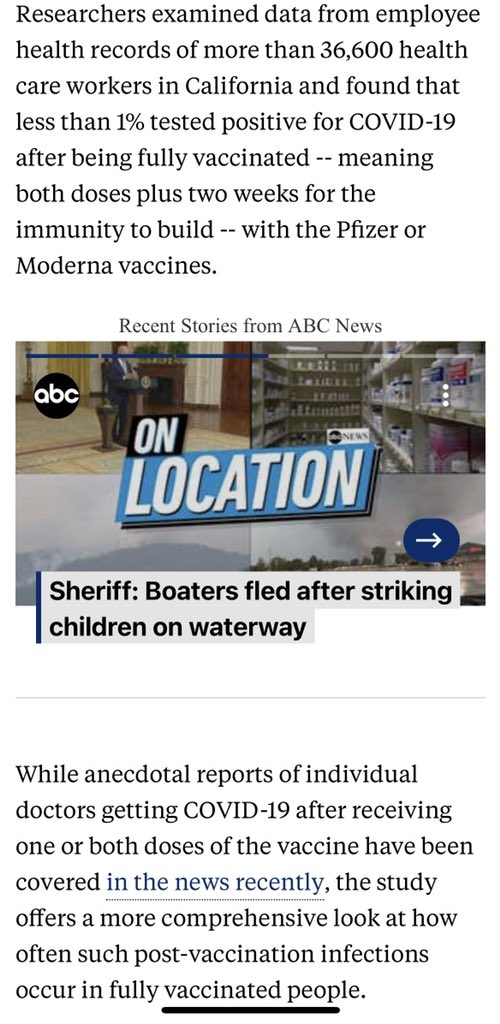 Researchers examined data from employee
health records of more than 36,600 health
care workers in California and found that
less than 1% tested positive for COVID-19
after being fully vaccinated -- meaning
both doses plus two weeks for the
immunity to build -- with the Pfizer or
Moderna vaccines.
Recent Stories from ABC News
abc
ON
abc NEWS
LOCATION
Sheriff: Boaters fled after striking
children on waterway
While anecdotal reports of individual
doctors getting COVID-19 after receiving
one or both doses of the vaccine have been
covered in the news recently, the study
offers a more comprehensive look at how
often such post-vaccination infections
occur in fully vaccinated people.